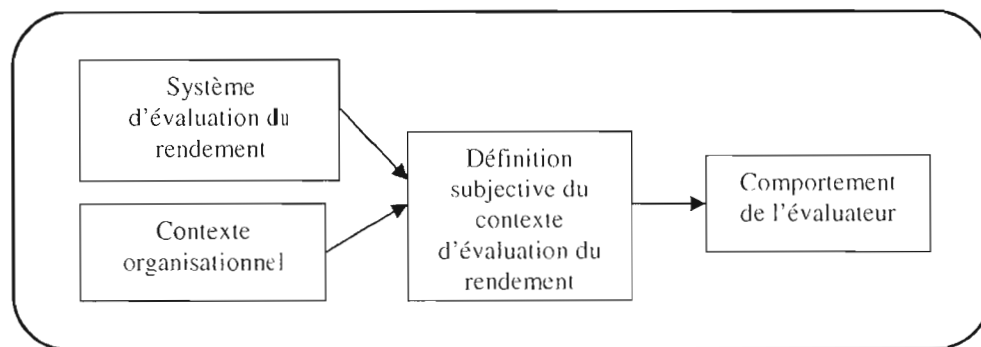 Système
d'évaluation du
rendement
Contexte
organisationnel
Définition
subjective du
contexte
d'évaluation du
rendement
Comportement
de l'évaluateur